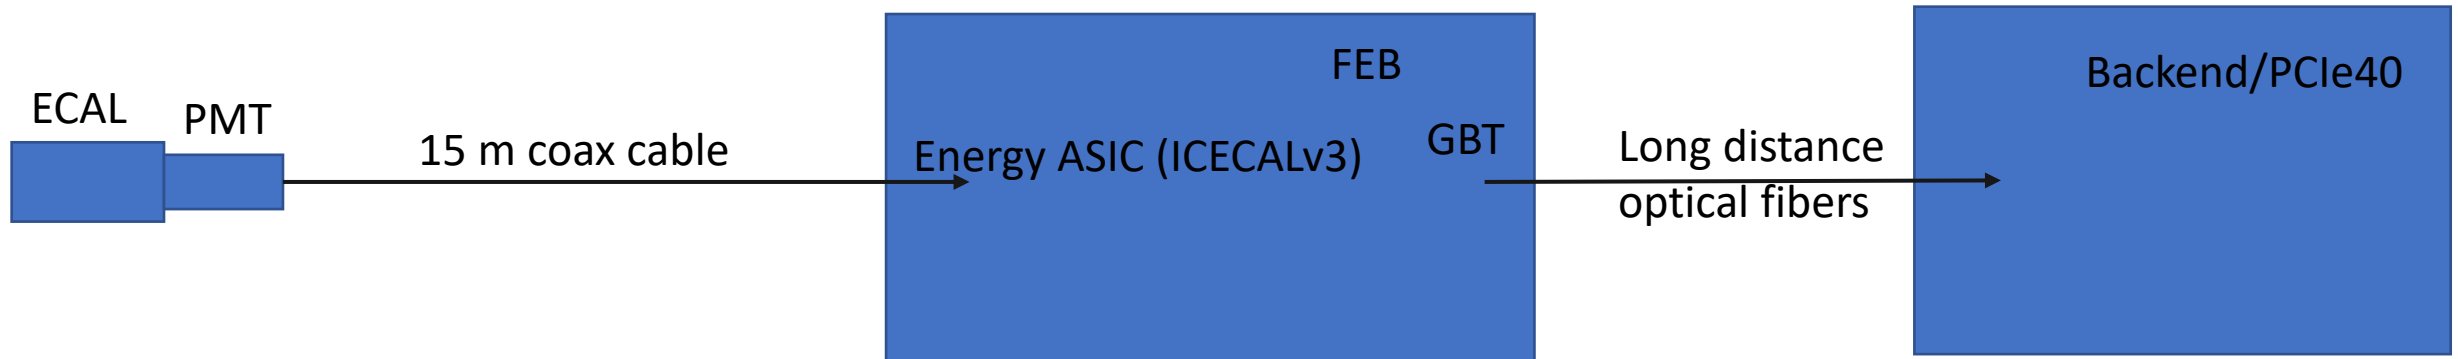 ECAL
PMT
15 m coax cable
FEB
Energy ASIC (ICECALv3)
GBT
Long distance
optical fibers
Backend/PCIe40